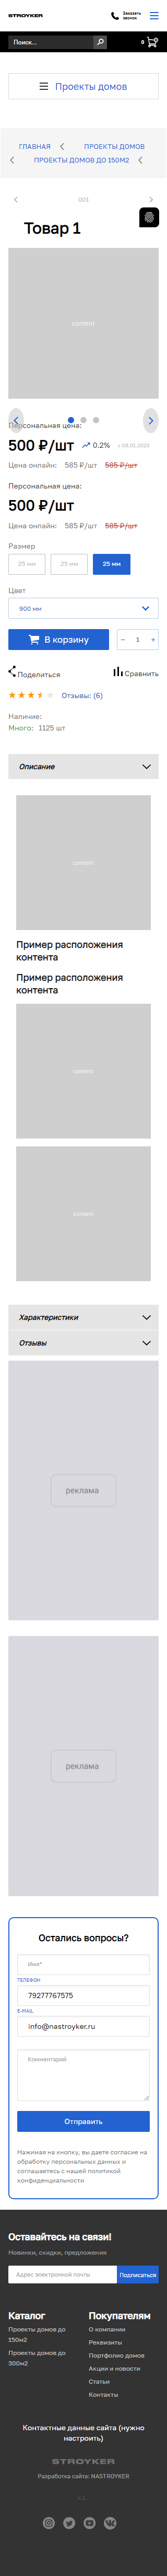 STROYKER
Заказать
звонок
Поиск...
0
Проекты домов
ГЛАВНАЯ
ПРОЕКТЫ ДОМОВ
ПРОЕКТЫ ДОМОВ ДО 150М2
001
Товар 1
content
Персональная цена:
500 ₽/шт
0.2%
Цена онлайн: 585 ₽/шт 585 ₽/шт
Персональная цена:
500 ₽/шт
Цена онлайн: 585 ₽/шт 585 ₽/шт
Размер
25 мм
25 мм
25 мм
Цвет
900 мм
В корзину
− 1 +
Поделиться
Сравнить
Отзывы: (6)
Наличие:
Много: 1125 шт
Описание
content
Пример расположения
контента
Пример расположения
контента
content
content
Характеристики
Отзывы
реклама
реклама
Остались вопросы?
Имя*
ТЕЛЕФОН
79277767575
E-MAIL
info@nastroyker.ru
Комментарий
Отправить
Нажимая на кнопку, вы даете согласие на
обработку персональных данных и
соглашаетесь с нашей политикой
конфиденциальности
Оставайтесь на связи!
Новинки, скидки, предложения
Адрес электронной почты
Подписаться
Каталог
Проекты домов до
150м2
Проекты домов до
300м2
Покупателям
О компании
Реквизиты
Портфолио домов
Акции и новости
Статьи
Контакты
Контактные данные сайта (нужно
настроить)
STROYKER
Разработка сайта: NASTROYKER